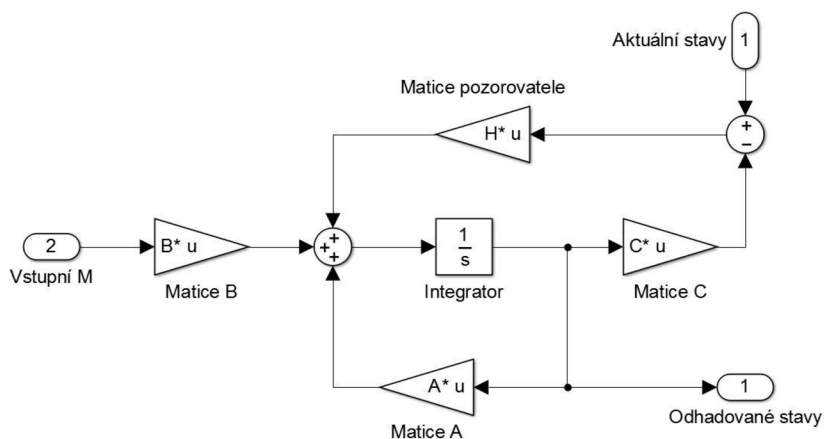 Aktuální stavy
1
Matice pozorovatele
H* u
+
−
2
Vstupní M
B* u
Matice B
+
+
+
1
s
Integrator
C* u
Matice C
A* u
Matice A
1
Odhadované stavy